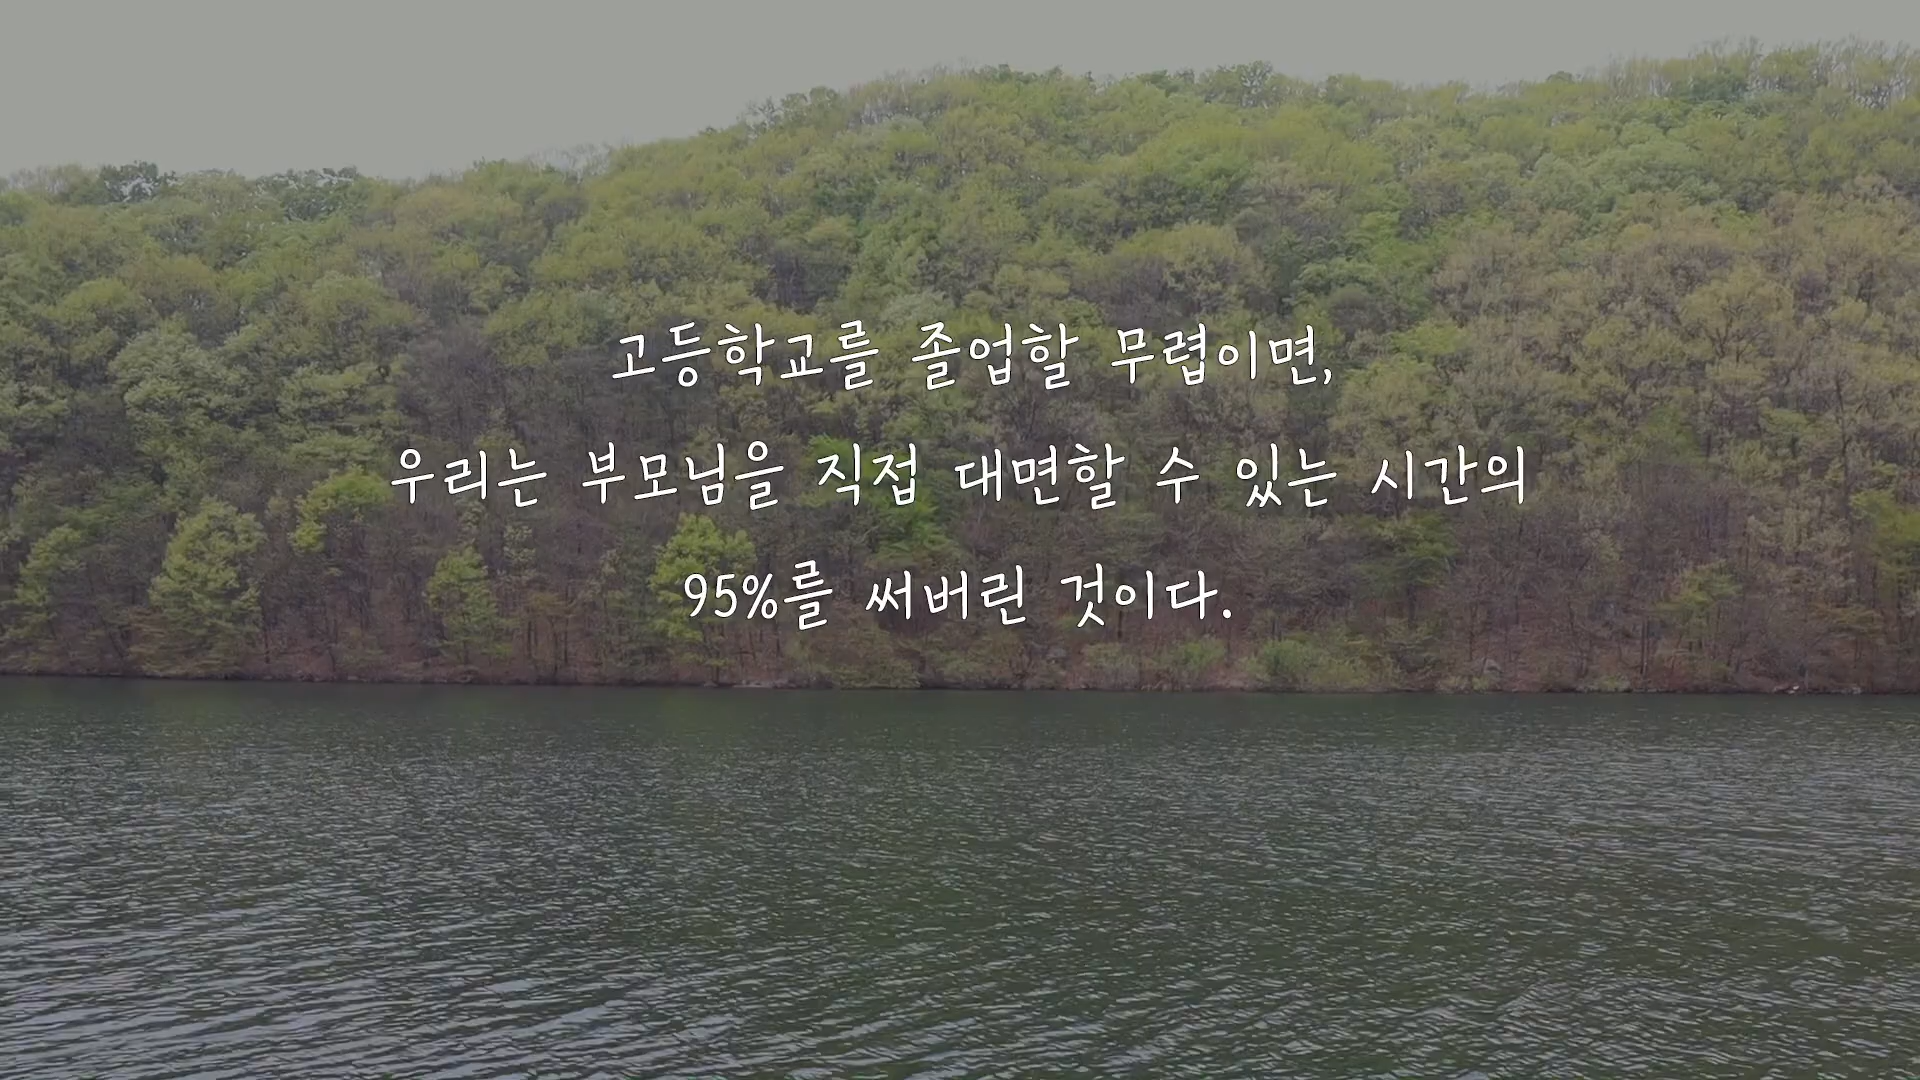 고등학교를 졸업할 무렵이면,
우리는 부모님을 직접 대면할 수 있는 시간의
95%를 써버린 것이다.